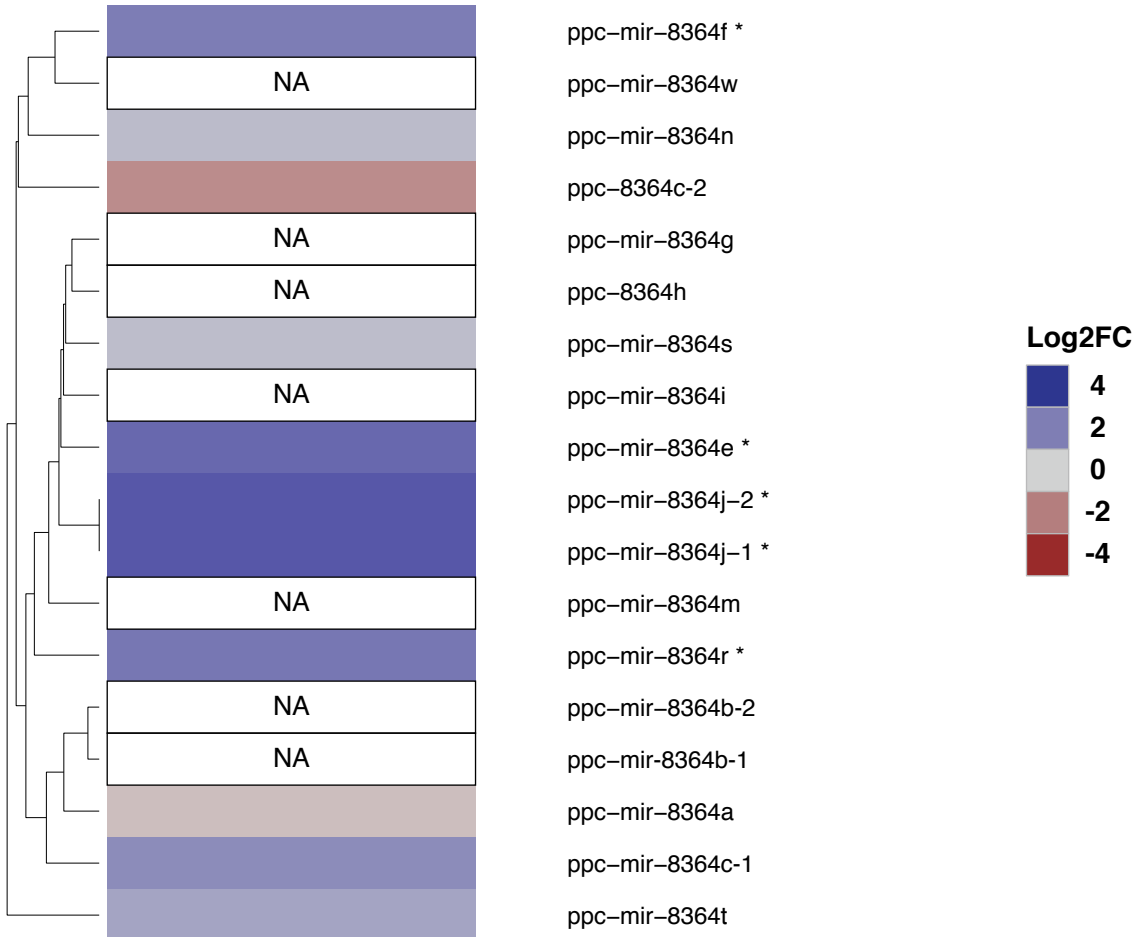 ppc−mir−8364f *
NA ppc−mir−8364w
ppc−mir−8364n
ppc−8364c-2
NA ppc−mir−8364g
NA ppc−8364h
ppc−mir−8364s
NA ppc−mir−8364i
ppc−mir−8364e *
ppc−mir−8364j−2 *
ppc−mir−8364j−1 *
NA ppc−mir−8364m
ppc−mir−8364r *
NA ppc−mir−8364b-2
NA ppc−mir-8364b-1
ppc−mir−8364a
ppc−mir−8364c-1
ppc−mir−8364t
Log2FC
4
2
0
-2
-4